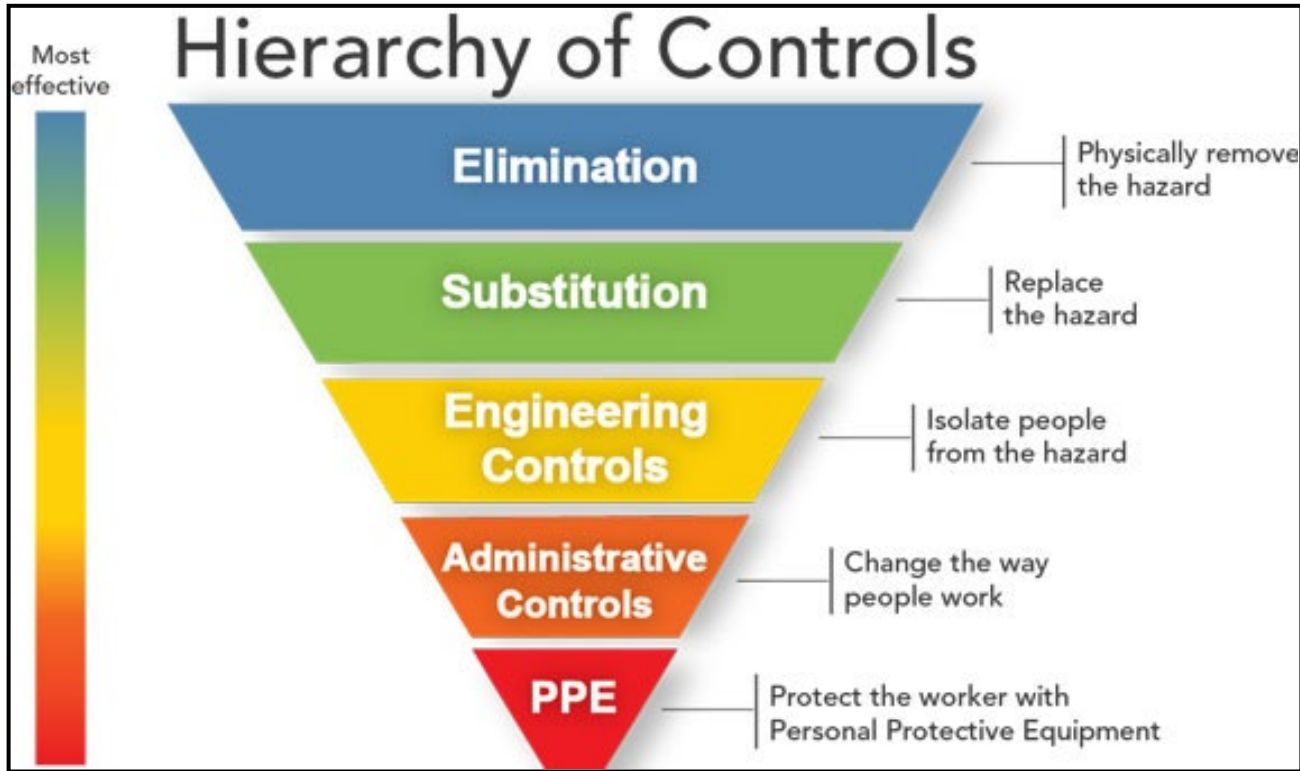 Hierarchy of Controls
Most
effective
Elimination
Physically remove
the hazard
Substitution
Replace
the hazard
Engineering
Controls
Isolate people
from the hazard
Administrative
Controls
Change the way
people work
PPE
Protect the worker with
Personal Protective Equipment